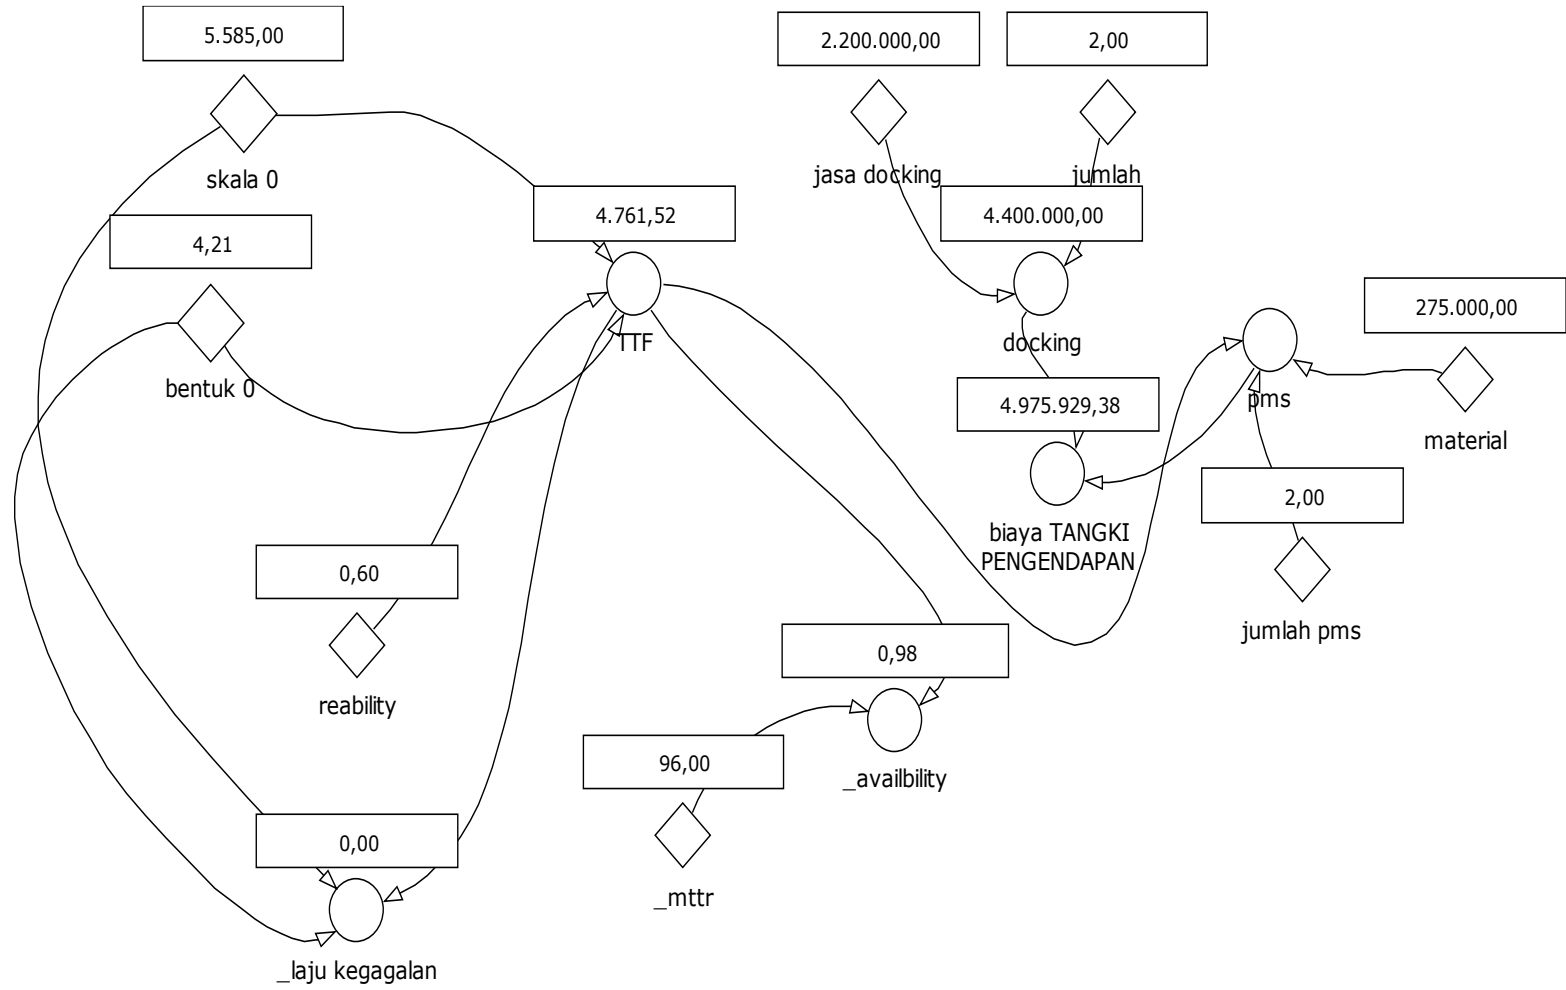 5.585,00
skala 0
4,21
bentuk 0
4.761,52
TTF
0,60
reability
0,00
_laju kegagalan
96,00
_mttr
0,98
_availbility
2.200.000,00
jasa docking
2,00
jumlah
4.400.000,00
docking
4.975.929,38
biaya TANGKI
PENGENDAPAN
pms
275.000,00
material
2,00
jumlah pms